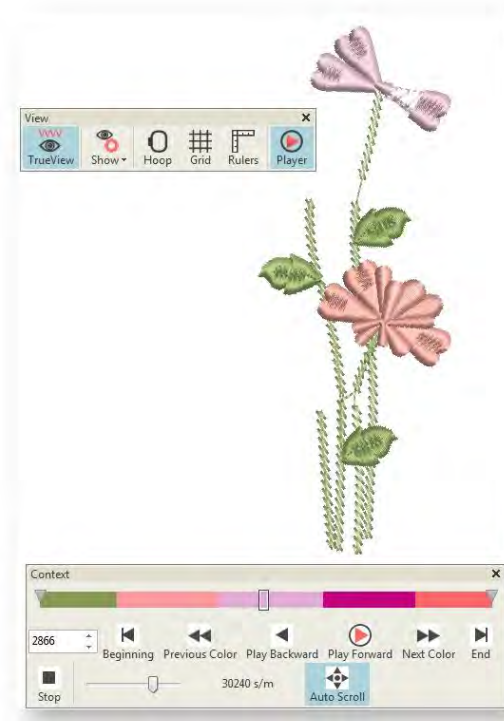 View
TrueView Show Hoop Grid Rulers Player
Context
2866 Beginning Previous Color Play Backward Play Forward Next Color End
Stop 30240 s/m Auto Scroll